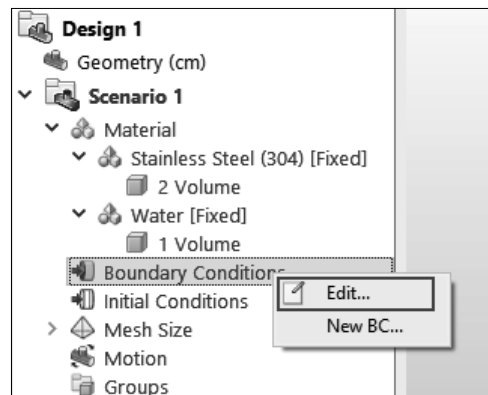 Design 1
Geometry (cm)
Scenario 1
Material
Stainless Steel (304) [Fixed]
2 Volume
Water [Fixed]
1 Volume
Boundary Conditions
Edit...
Initial Conditions
New BC...
Mesh Size
Motion
Groups